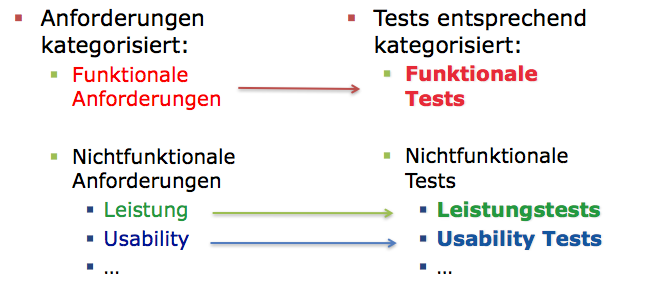 Anforderungen
kategorisiert:
Funktionale
Anforderungen
Nichtfunktionale
Anforderungen
Leistung
Usability
...
Tests entsprechend
kategorisiert:
Funktionale
Tests
Nichtfunktionale
Tests
Leistungstests
Usability Tests
...